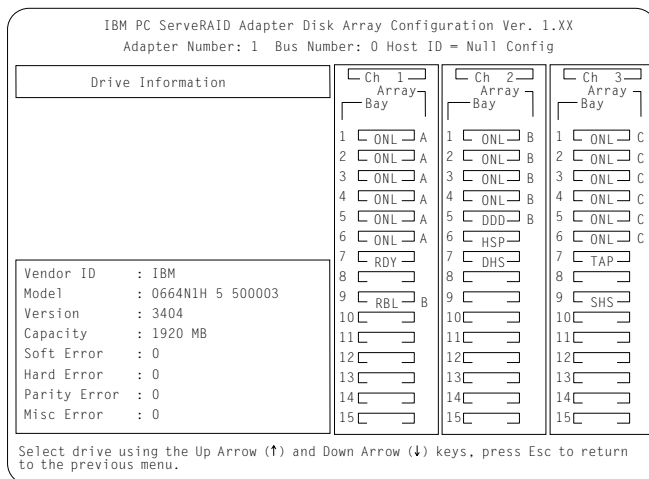 IBM PC ServeRAID Adapter Disk Array Configuration Ver. 1.XX
Adapter Number: 1 Bus Number: 0 Host ID = Null Config
Drive Information
Vendor ID : IBM
Model : 0664N1H 5 500003
Version : 3404
Capacity : 1920 MB
Soft Error : 0
Hard Error : 0
Parity Error : 0
Misc Error : 0
Ch 1
Array
Bay
1 ONL A
2 ONL A
3 ONL A
4 ONL A
5 ONL A
6 ONL A
7 RDY
8
9 RBL B
10
11
12
13
14
15
Ch 2
Array
Bay
1 ONL B
2 ONL B
3 ONL B
4 ONL B
5 DDD B
6 HSP
7 DHS
8
9
10
11
12
13
14
15
Ch 3
Array
Bay
1 ONL C
2 ONL C
3 ONL C
4 ONL C
5 ONL C
6 ONL C
7 TAP
8
9 SHS
10
11
12
13
14
15
Select drive using the Up Arrow (↑) and Down Arrow (↓) keys, press Esc to return
to the previous menu.